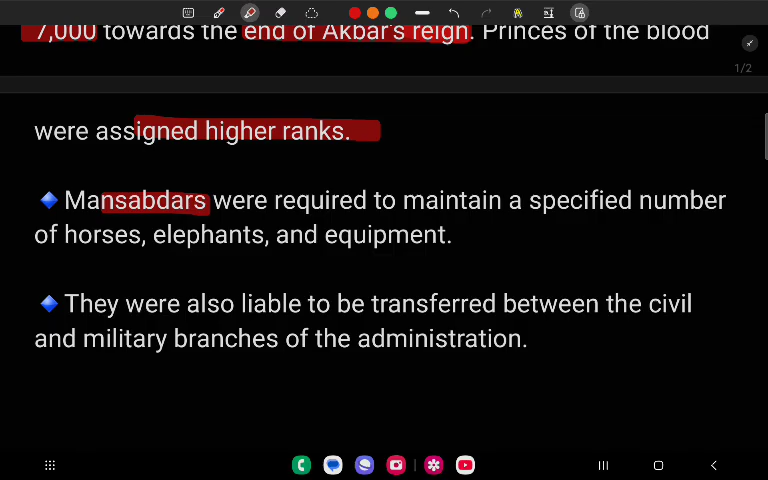 7,000 towards the end of Akbar's reign. Princes of the blood
1/2
were assigned higher ranks.
🔹 Mansabdars were required to maintain a specified number
of horses, elephants, and equipment.
🔹 They were also liable to be transferred between the civil
and military branches of the administration.